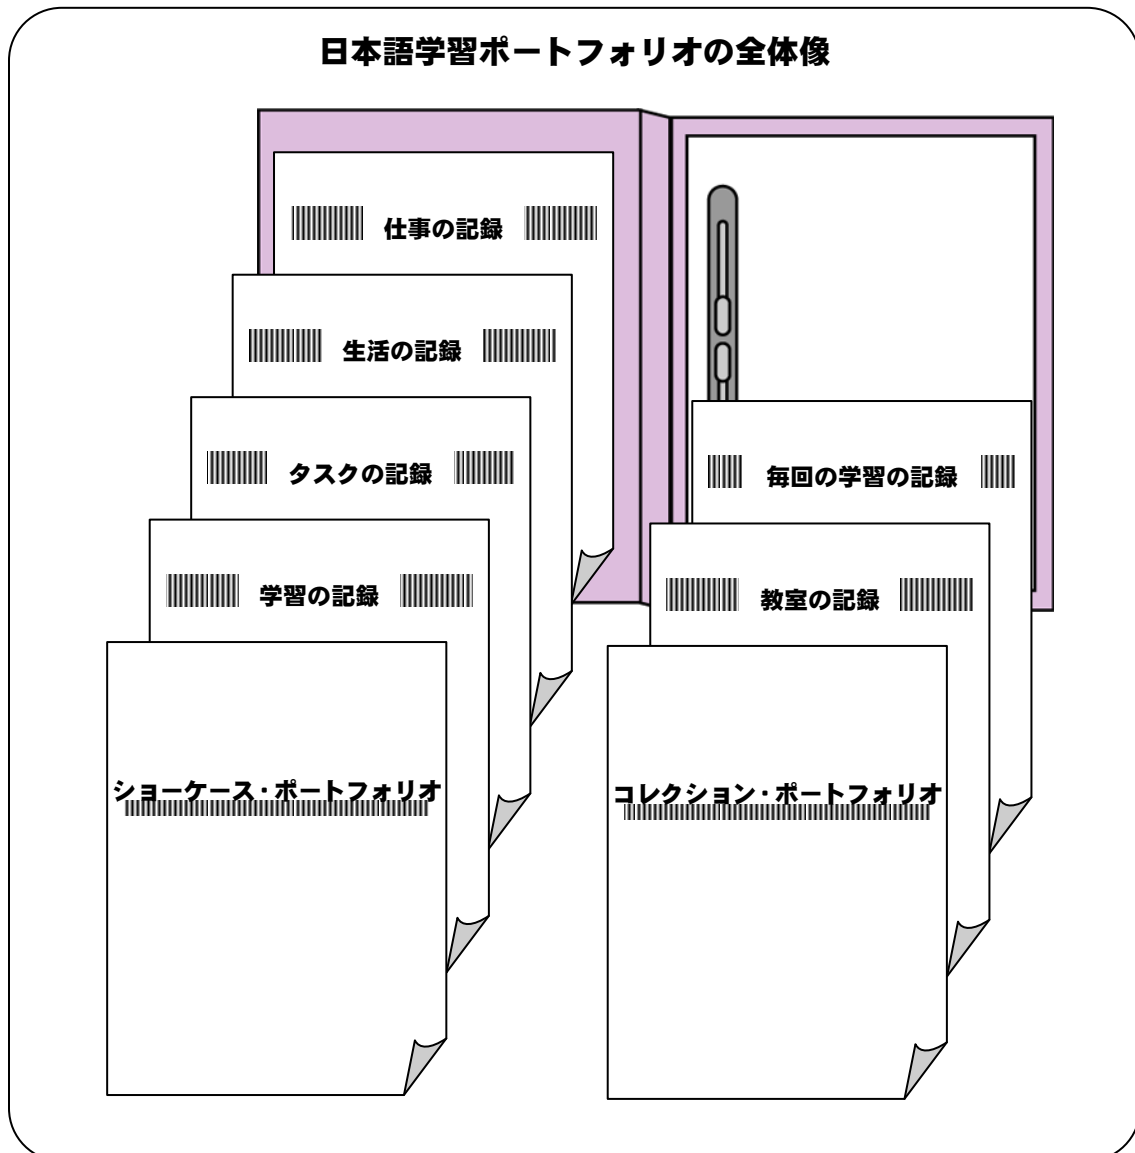 日本語学習ポートフォリオの全体像
仕事の記録
生活の記録
タスクの記録
学習の記録
ショーケース・ポートフォリオ
毎回の学習の記録
教室の記録
コレクション・ポートフォリオ